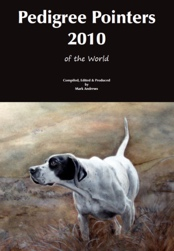 Pedigree Pointers
2010
of the World
Compiled, Edited & Produced
by
Mark Andrews